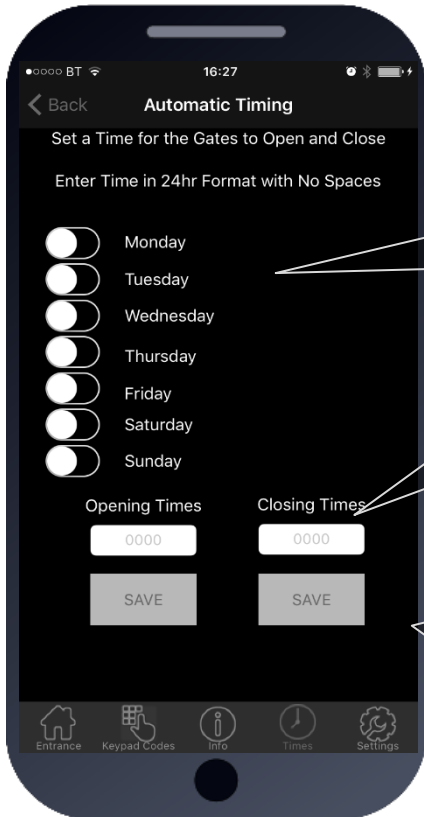 BT 16:27
Back Automatic Timing
Set a Time for the Gates to Open and Close
Enter Time in 24hr Format with No Spaces
Monday
Tuesday
Wednesday
Thursday
Friday
Saturday
Sunday
Opening Times Closing Times
0000 0000
SAVE SAVE
Entrance Keypad Codes Info Times Settings